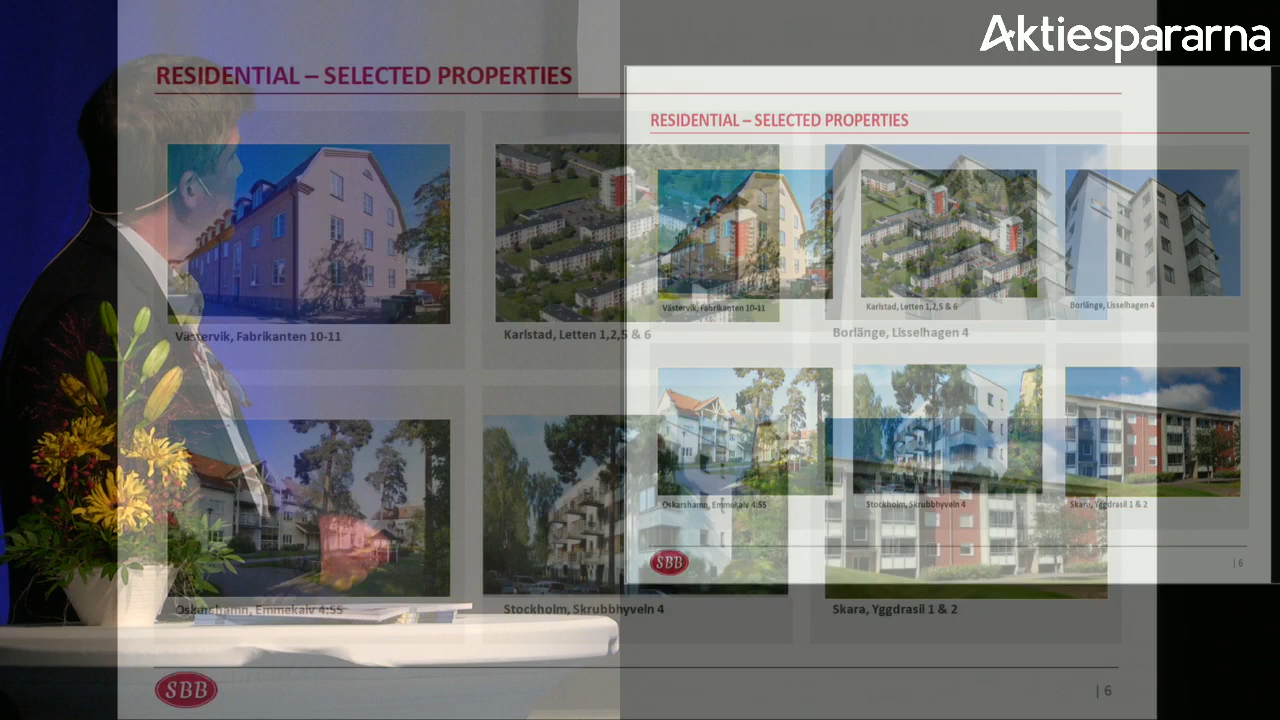 Aktiespararna
RESIDENTIAL – SELECTED PROPERTIES
Västervik, Fabrikanten 10-11
Karlstad, Letten 1,2,5 & 6
Borlänge, Lisselhagen 4
Oskarshamn, Emmekalv 4:55
Stockholm, Skrubbhyveln 4
Skara, Yggdrasil 1 & 2
SBB
| 6
RESIDENTIAL – SELECTED PROPERTIES
Västervik, Fabrikanten 10-11
Karlstad, Letten 1,2,5 & 6
Borlänge, Lisselhagen 4
Oskarshamn, Emmekalv 4:55
Stockholm, Skrubbhyveln 4
Skara, Yggdrasil 1 & 2
SBB
| 6